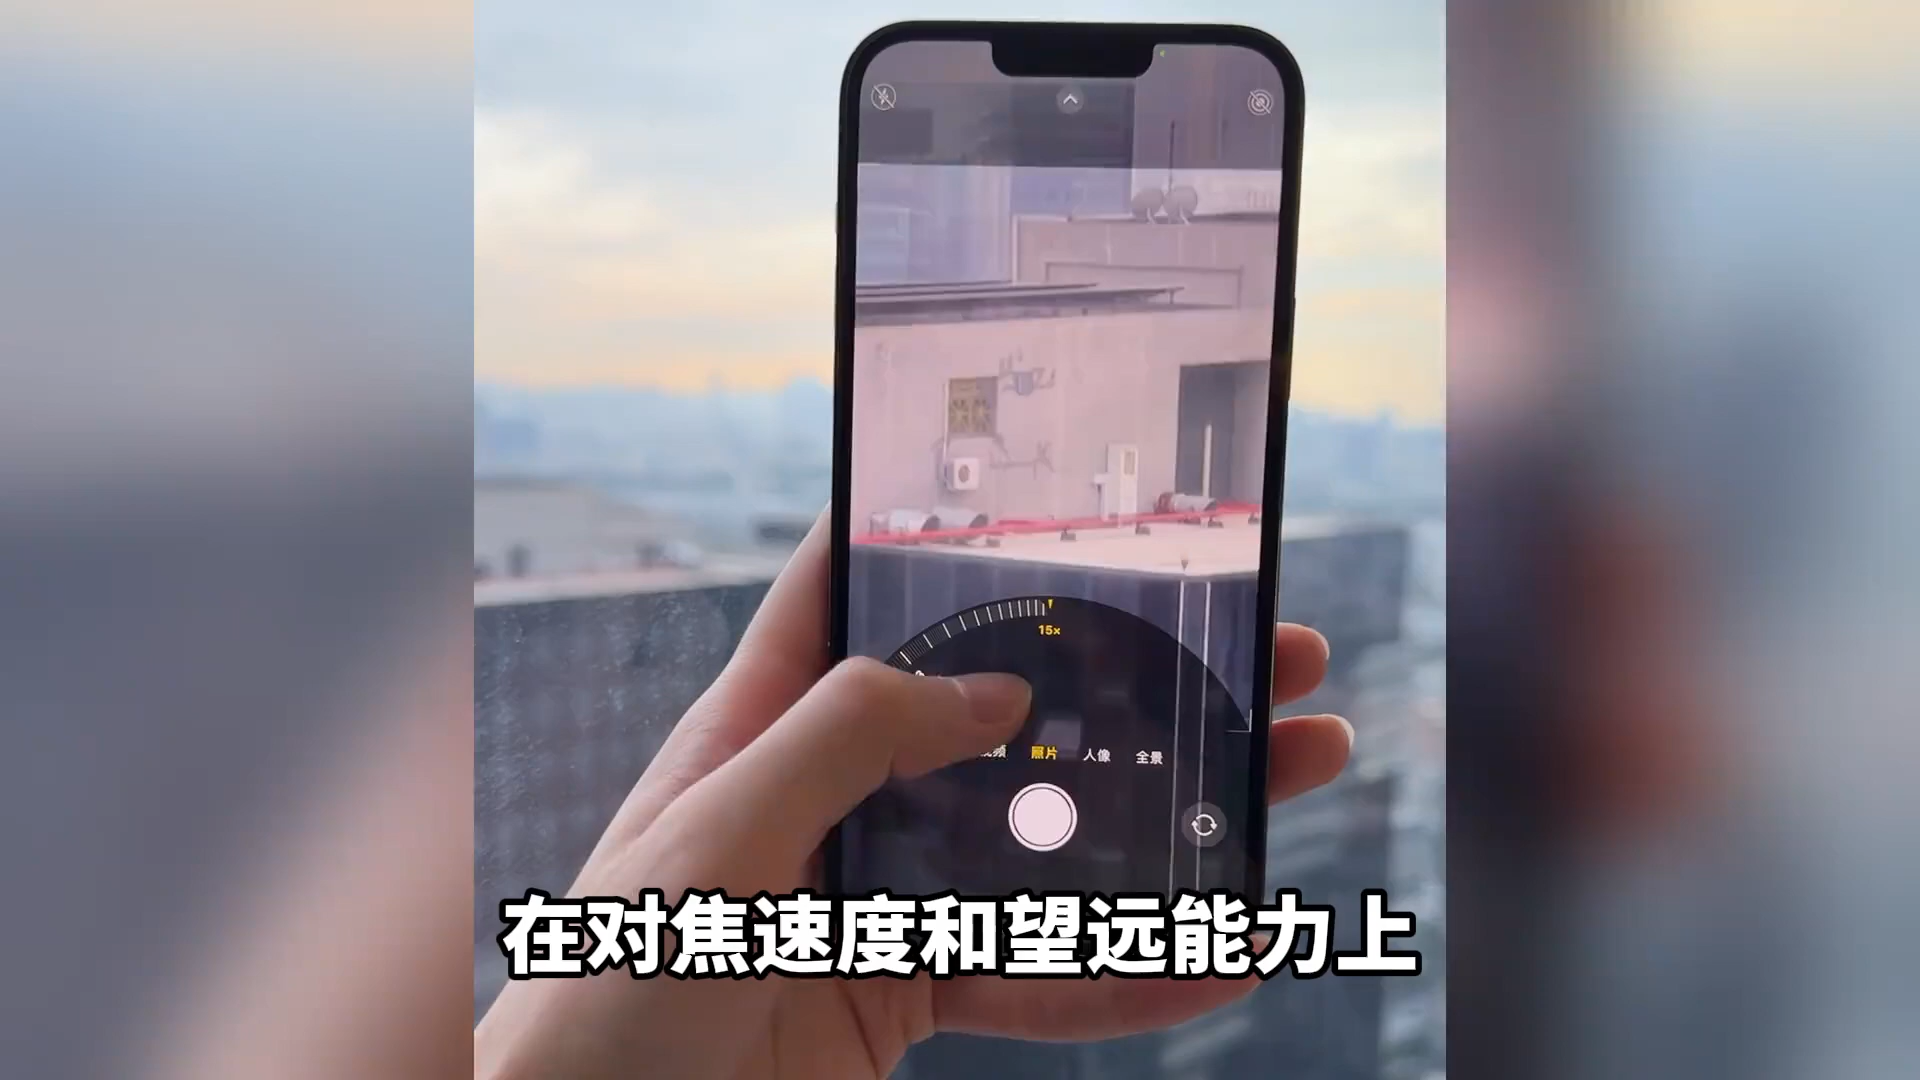 15x
照片 人像 全景
在对焦速度和望远能力上